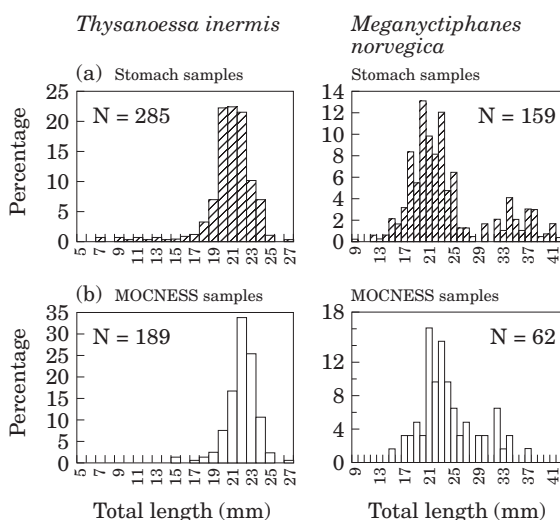 Thysanoessa inermis
Meganyctiphanes
norvegica
(a) Stomach samples
Percentage
25
20
15
10
5
0
N = 285
5 7 9 11 13 15 17 19 21 23 25 27
Stomach samples
14
12
10
8
6
4
2
0
N = 159
9 13 17 21 25 29 33 37 41
(b) MOCNESS samples
Percentage
35
30
25
20
15
10
5
0
N = 189
5 7 9 11 13 15 17 19 21 23 25 27
Total length (mm)
MOCNESS samples
18
12
8
4
0
N = 62
9 13 17 21 25 29 33 37 41
Total length (mm)